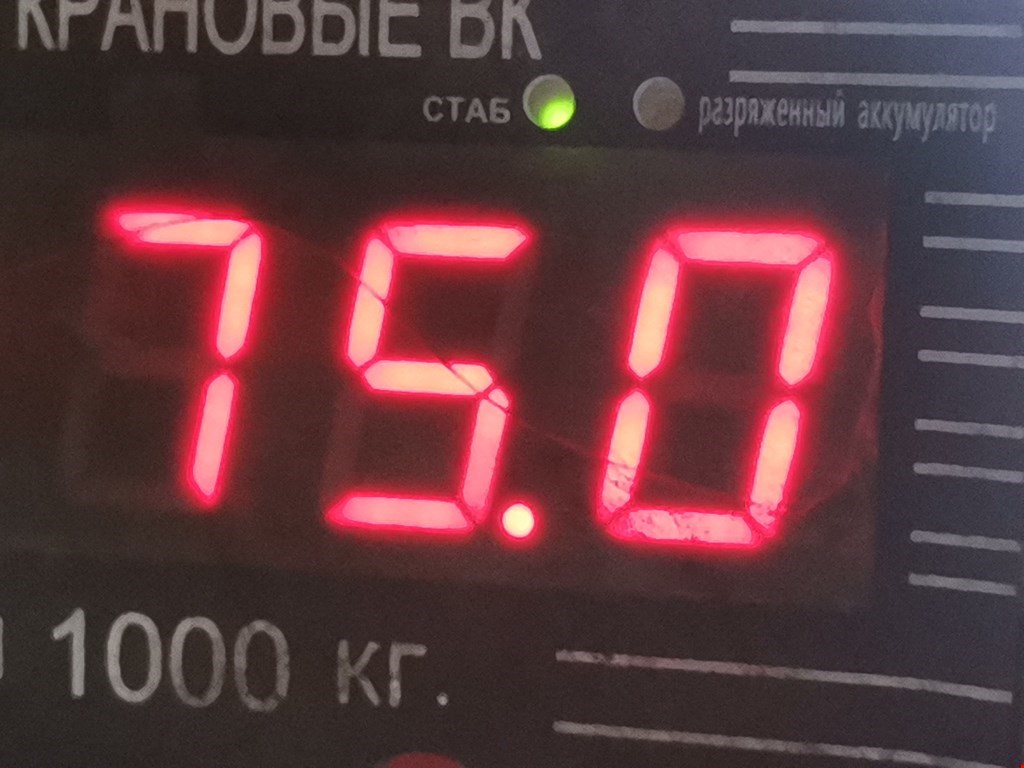 КРАНОВЫЕ ВК
СТАБ разряженный аккумулятор
75.0
1000 кг.